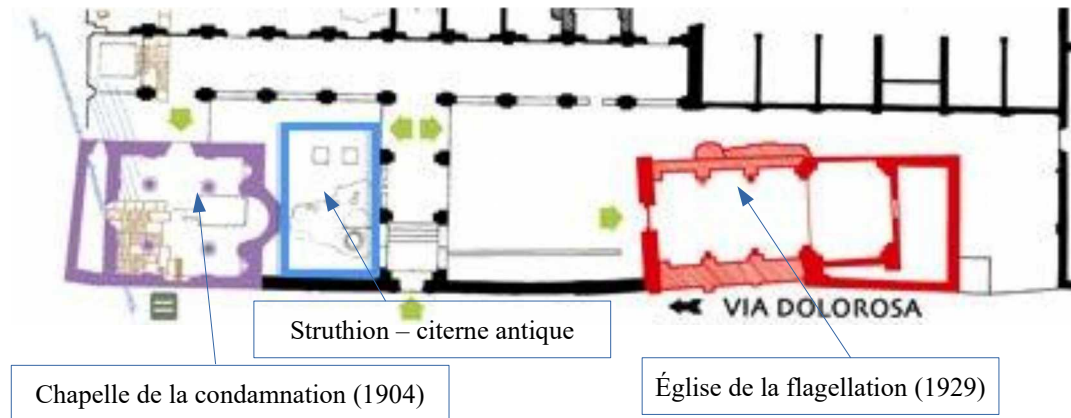 VIA DOLOROSA
Struthion – citerne antique
Chapelle de la condamnation (1904)
Église de la flagellation (1929)